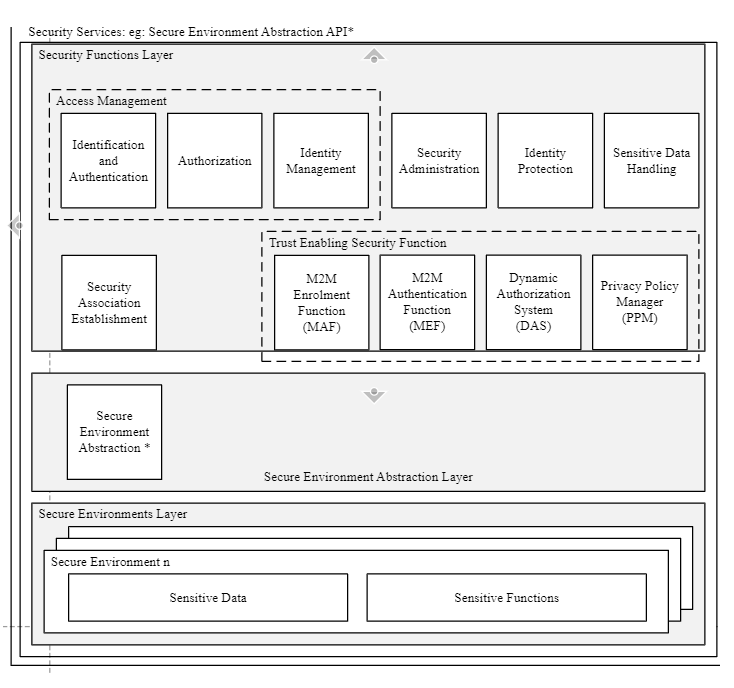 Security Services: eg: Secure Environment Abstraction API*
Security Functions Layer
Access Management
Identification
and
Authentication
Authorization
Identity
Management
Security
Administration
Identity
Protection
Sensitive Data
Handling
Trust Enabling Security Function
Security
Association
Establishment
M2M
Enrolment
Function
(MAF)
M2M
Authentication
Function
(MEF)
Dynamic
Authorization
System
(DAS)
Privacy Policy
Manager
(PPM)
Secure
Environment
Abstraction *
Secure Environment Abstraction Layer
Secure Environments Layer
Secure Environment n
Sensitive Data
Sensitive Functions